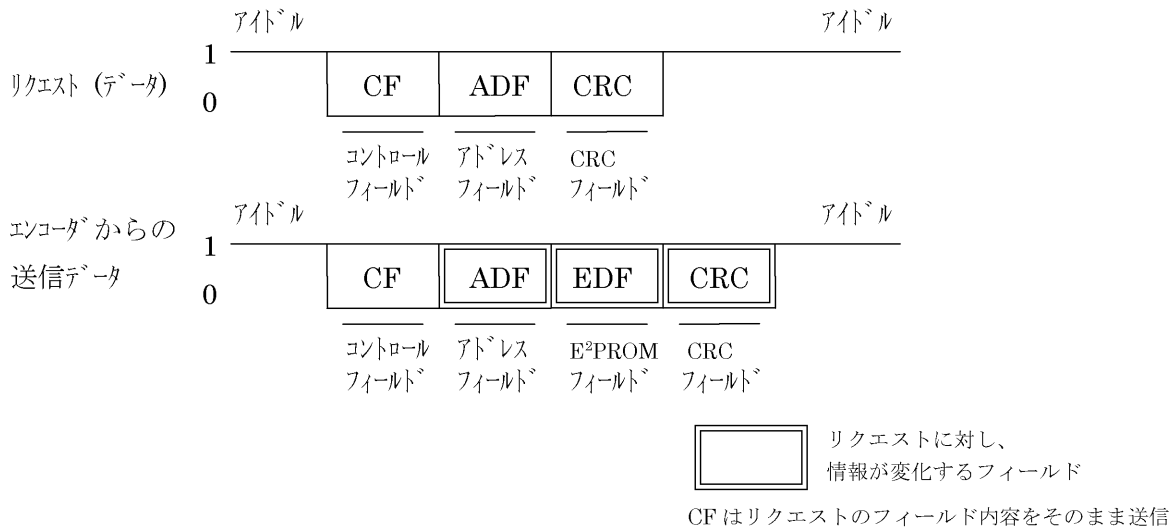 アイドル アイドル
1
リクエスト (データ) CF ADF CRC
0
コントロール アドレス CRC
フィールド フィールド フィールド
アイドル アイドル
エンコーダからの 1
送信データ CF ADF EDF CRC
0
コントロール アドレス E²PROM CRC
フィールド フィールド フィールド フィールド
リクエストに対し、
情報が変化するフィールド
CF はリクエストのフィールド内容をそのまま送信